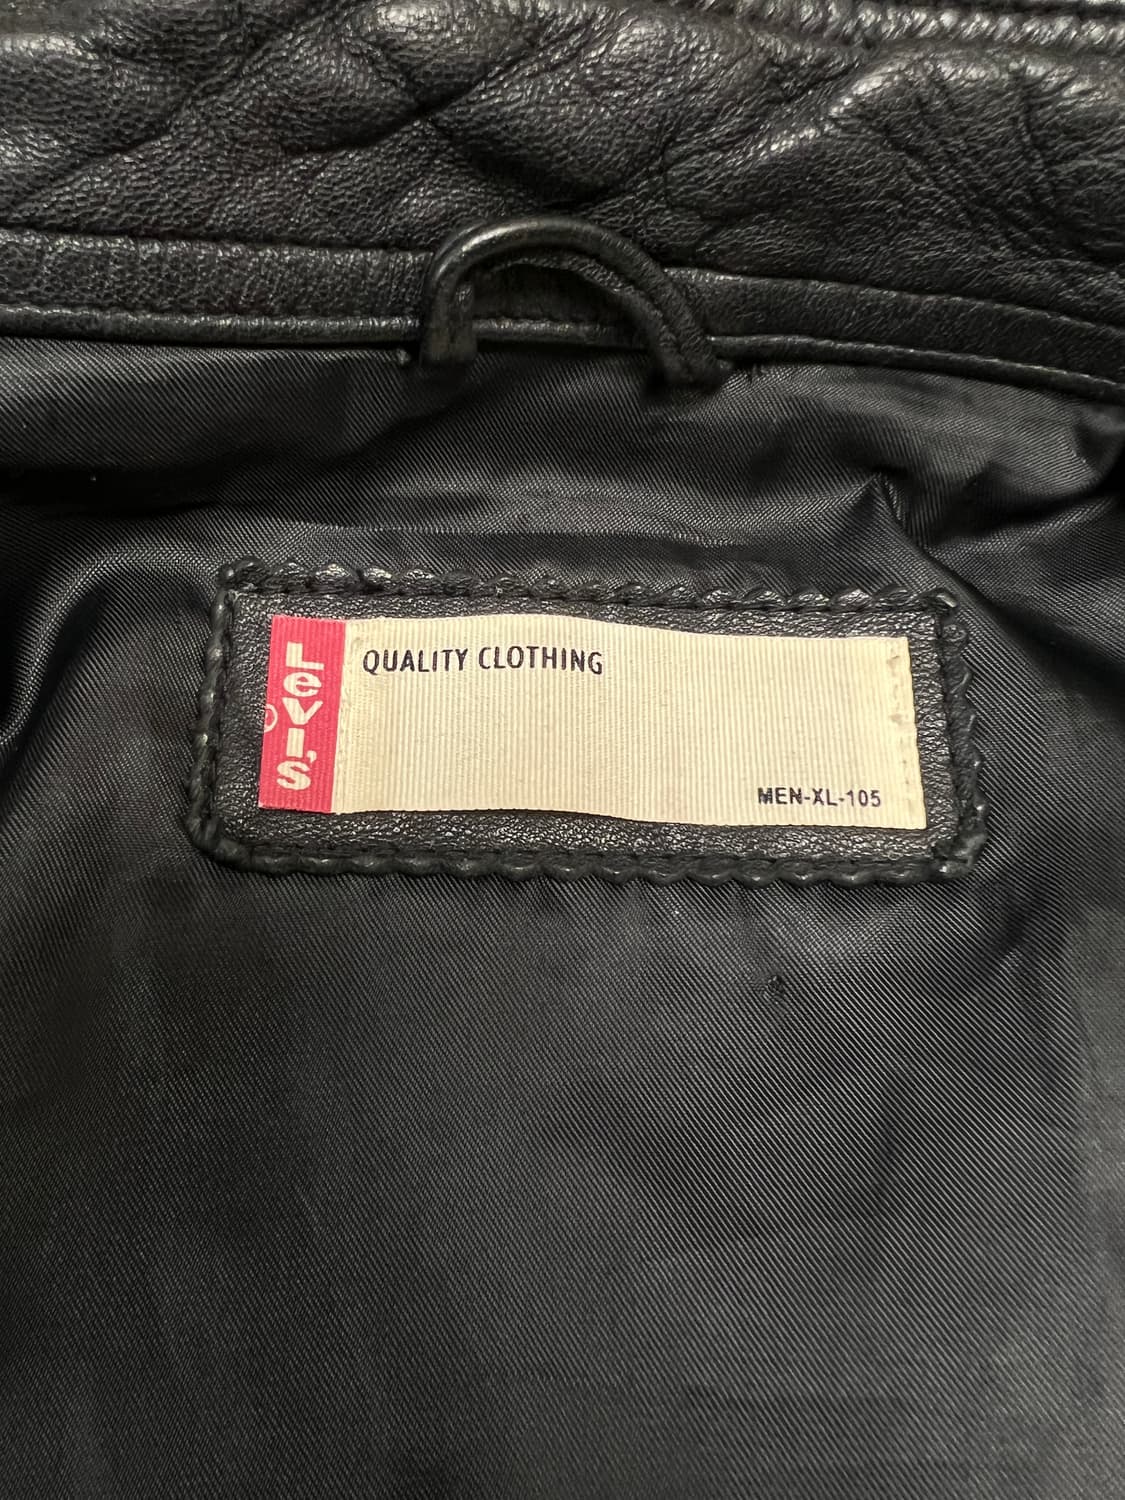 Levi's
®
QUALITY CLOTHING
MEN-XL-105